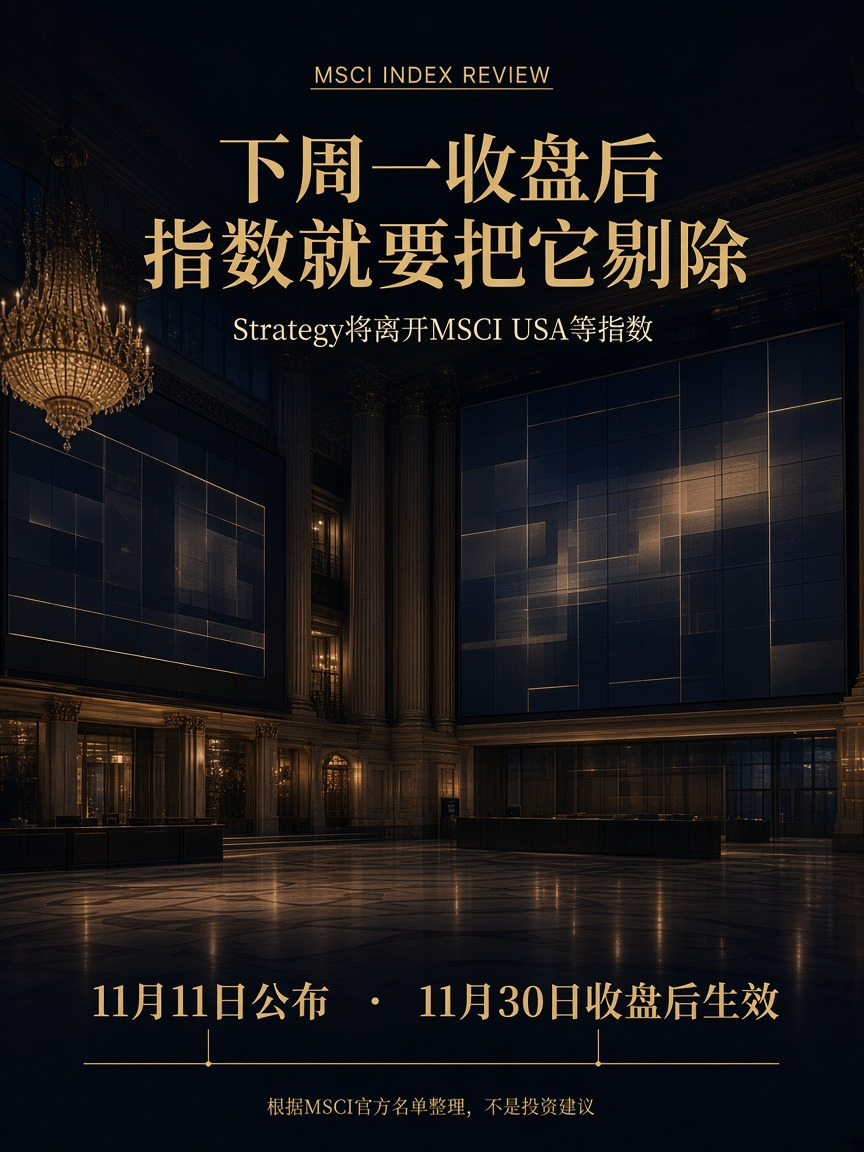 MSCI INDEX REVIEW
下周一收盘后
指数就要把它剔除
Strategy将离开MSCI USA等指数
11月11日公布 · 11月30日收盘后生效
根据MSCI官方名单整理，不是投资建议